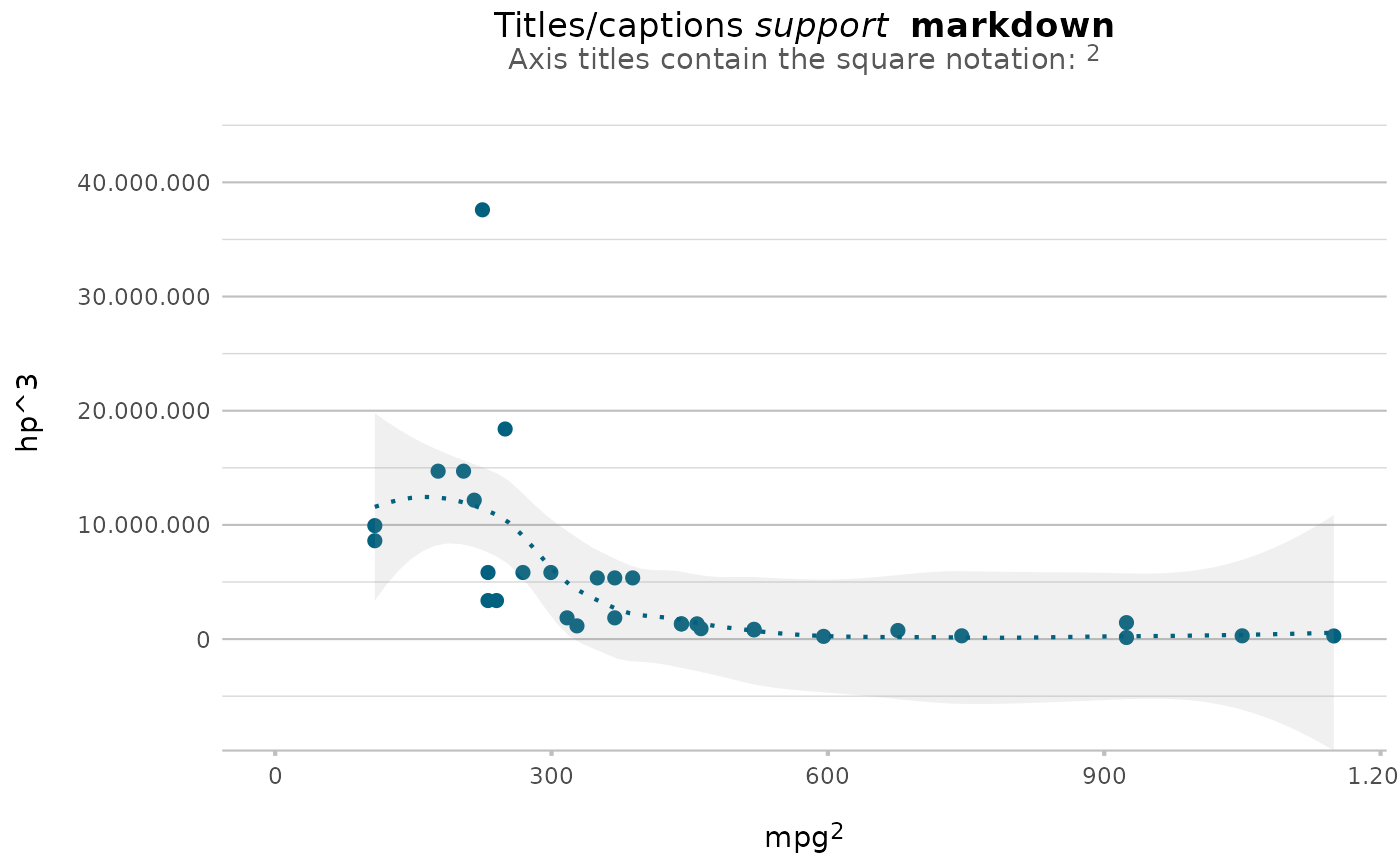 Titles/captions support markdown
Axis titles contain the square notation: ²
40.000.000
30.000.000
20.000.000
10.000.000
0
hp^3
0 300 600 900 1.20
mpg²